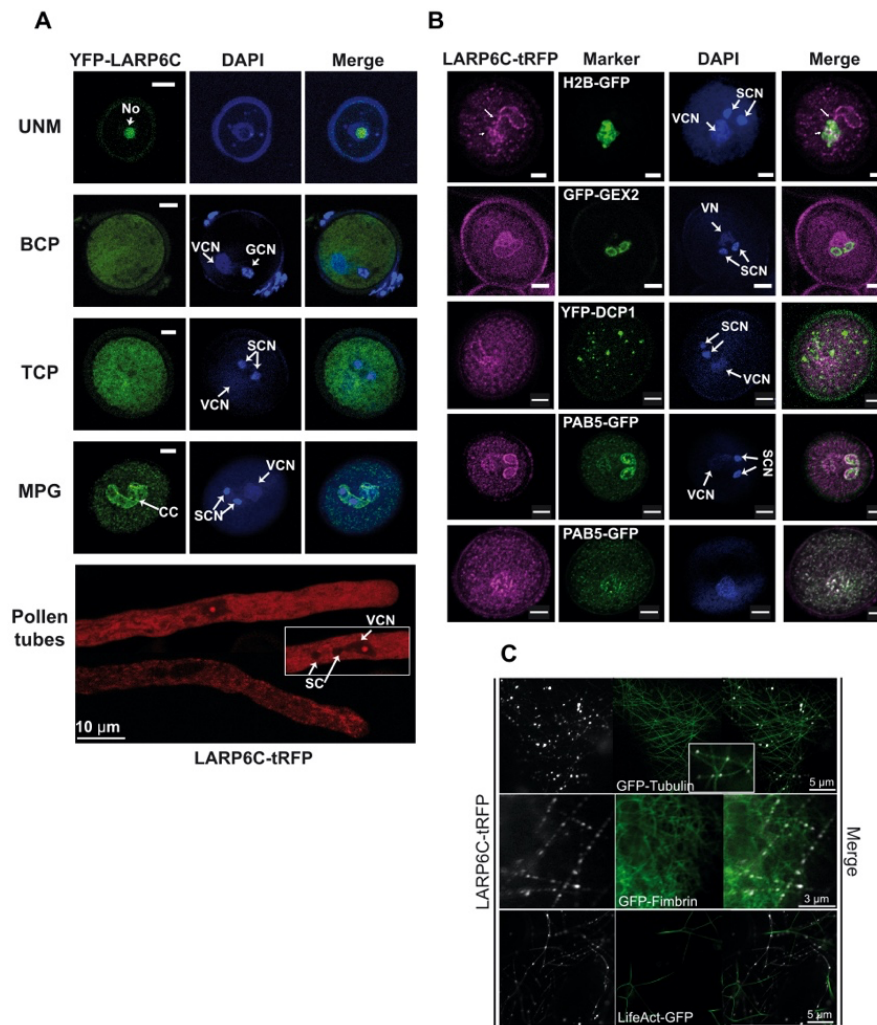 A
YFP-LARP6C DAPI Merge
UNM
No
BCP
VCN
GCN
TCP
SCN
VCN
MPG
CC
VCN
SCN
Pollen
tubes
VCN
SC
10 µm
LARP6C-tRFP
B
LARP6C-tRFP Marker DAPI Merge
H2B-GFP
SCN
VCN
GFP-GEX2
VN
SCN
YFP-DCP1
SCN
VCN
PAB5-GFP
SCN
VCN
PAB5-GFP
C
LARP6C-tRFP
GFP-Tubulin
5 µm
GFP-Fimbrin
3 µm
LifeAct-GFP
5 µm
Merge